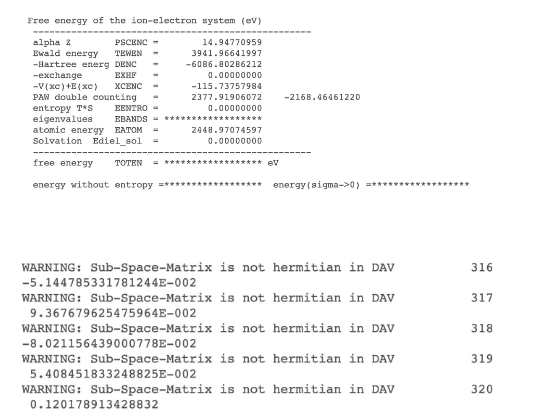 Free energy of the ion-electron system (eV)
---------------------------------------------------
alpha Z        PSCENC =        14.94770959
Ewald energy   TEWEN  =      3941.96641997
-Hartree energ DENC   =     -6086.80286212
-exchange      EXHF   =         0.00000000
-V(xc)+E(xc)   XCENC  =      -115.73757984
PAW double counting   =      2377.91906072    -2168.46461220
entropy T*S    EENTRO =         0.00000000
eigenvalues    EBANDS = ******************
atomic energy  EATOM  =      2448.97074597
Solvation  Ediel_sol  =         0.00000000
---------------------------------------------------
free energy    TOTEN  = ****************** eV
energy without entropy =******************  energy(sigma->0) =******************
WARNING: Sub-Space-Matrix is not hermitian in DAV          316
-5.144785331781244E-002
WARNING: Sub-Space-Matrix is not hermitian in DAV          317
9.367679625475964E-002
WARNING: Sub-Space-Matrix is not hermitian in DAV          318
-8.021156439000778E-002
WARNING: Sub-Space-Matrix is not hermitian in DAV          319
5.408451833248825E-002
WARNING: Sub-Space-Matrix is not hermitian in DAV          320
0.120178913428832